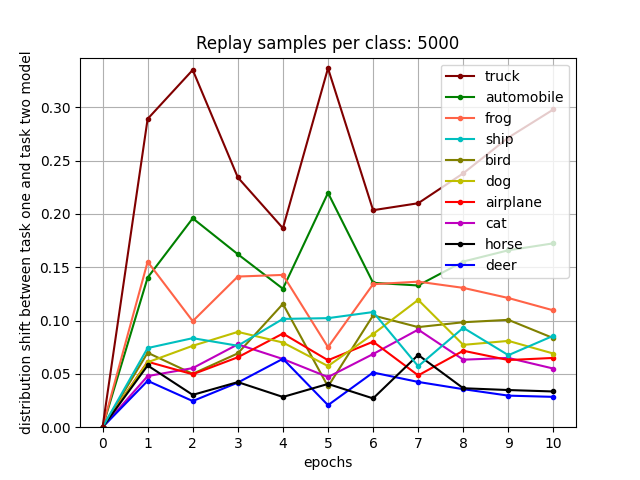 Replay samples per class: 5000
distribution shift between task one and task two model
0.30
0.25
0.20
0.15
0.10
0.05
0.00
truck
automobile
frog
ship
bird
dog
airplane
cat
horse
deer
0 1 2 3 4 5 6 7 8 9 10
epochs